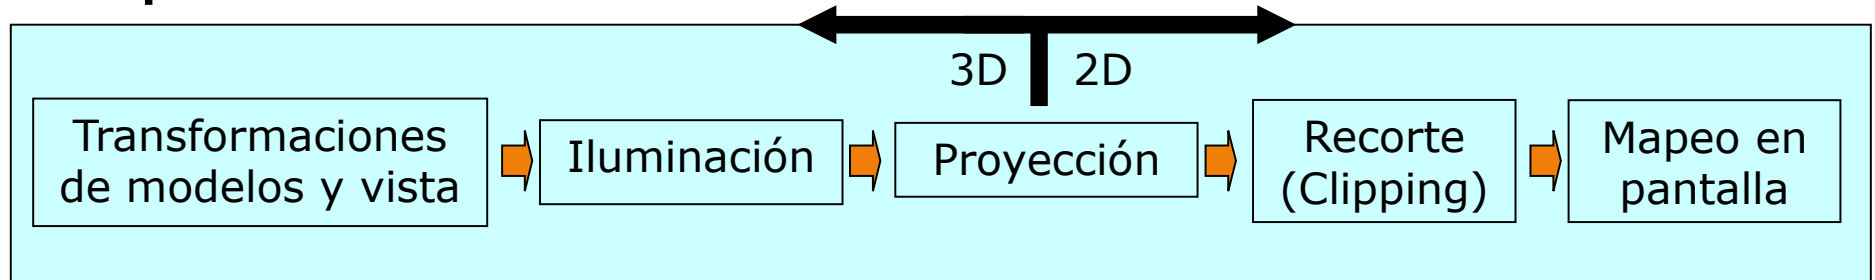 3D 2D
Transformaciones
de modelos y vista
Iluminación
Proyección
Recorte
(Clipping)
Mapeo en
pantalla